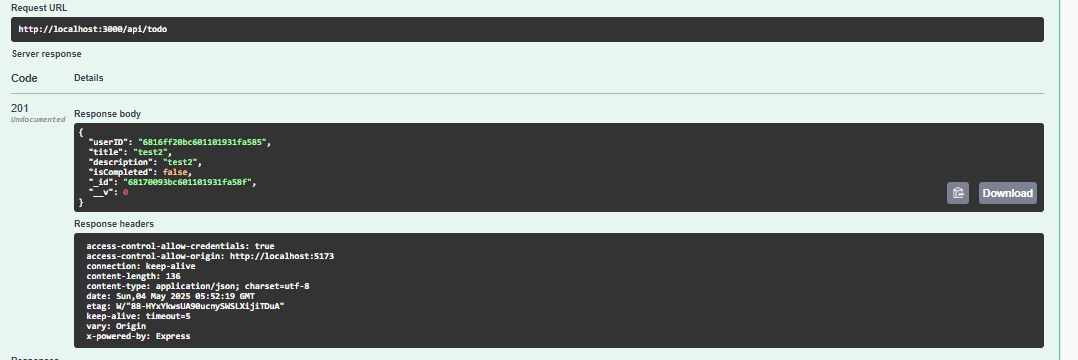 Request URL
http://localhost:3000/api/todo
Server response
Code Details
201
Undocumented
Response body
{
"userID": "6816ff20bc601101931fa585",
"title": "test2",
"description": "test2",
"isCompleted": false,
"_id": "68170093bc601101931fa58f",
"__v": 0
}
Download
Response headers
access-control-allow-credentials: true
access-control-allow-origin: http://localhost:5173
connection: keep-alive
content-length: 136
content-type: application/json; charset=utf-8
date: Sun,04 May 2025 05:52:19 GMT
etag: W/"88-HYxYkwsUA90ucnySWSLXijiTDuA"
keep-alive: timeout=5
vary: Origin
x-powered-by: Express